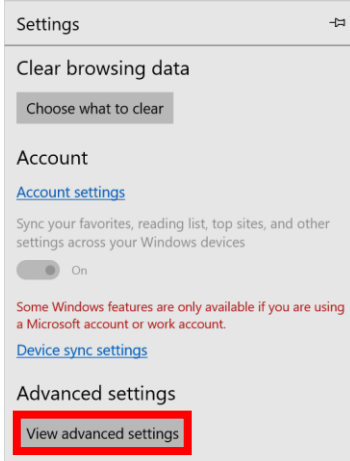 Settings
Clear browsing data
Choose what to clear
Account
Account settings
Sync your favorites, reading list, top sites, and other
settings across your Windows devices
On
Some Windows features are only available if you are using
a Microsoft account or work account.
Device sync settings
Advanced settings
View advanced settings